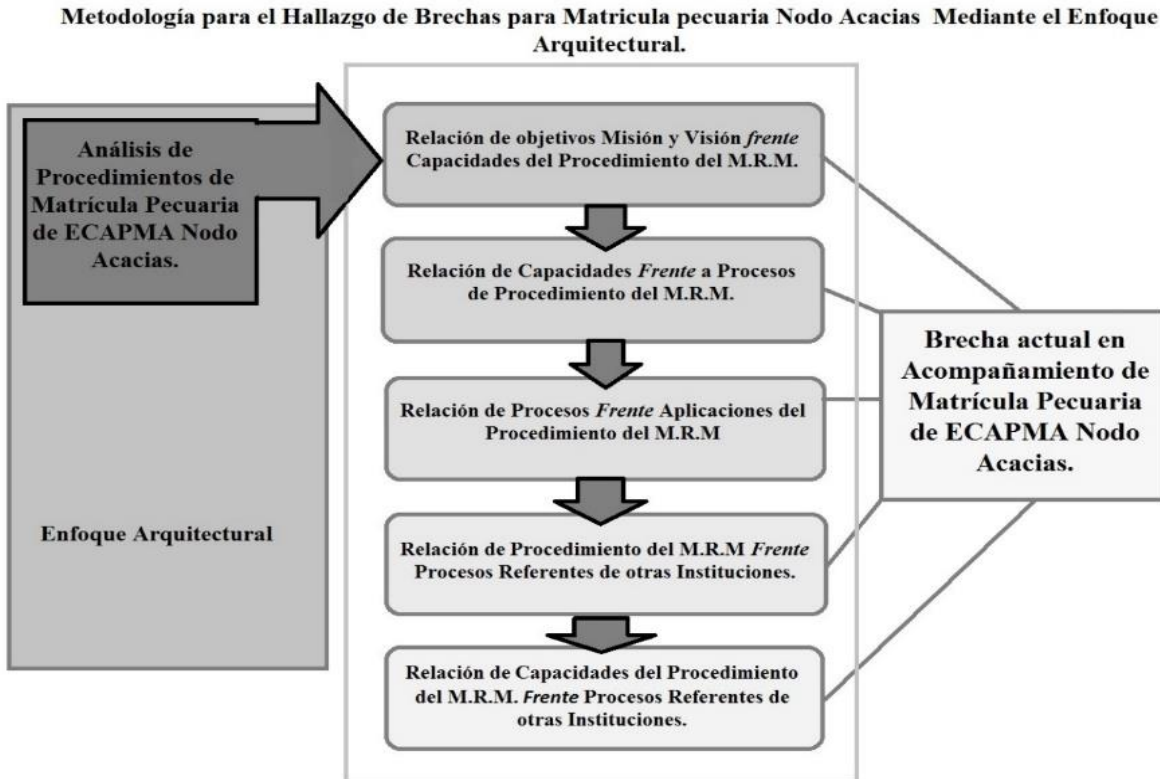 Metodología para el Hallazgo de Brechas para Matricula pecuaria Nodo Acacias Mediante el Enfoque
Arquitectural.
Análisis de
Procedimientos de
Matrícula Pecuaria
de ECAPMA Nodo
Acacias.
Enfoque Arquitectural
Relación de objetivos Misión y Visión frente
Capacidades del Procedimiento del M.R.M.
Relación de Capacidades Frente a Procesos
de Procedimiento del M.R.M.
Relación de Procesos Frente Aplicaciones del
Procedimiento del M.R.M
Relación de Procedimiento del M.R.M Frente
Procesos Referentes de otras Instituciones.
Relación de Capacidades del Procedimiento
del M.R.M. Frente Procesos Referentes de
otras Instituciones.
Brecha actual en
Acompañamiento de
Matrícula Pecuaria
de ECAPMA Nodo
Acacias.